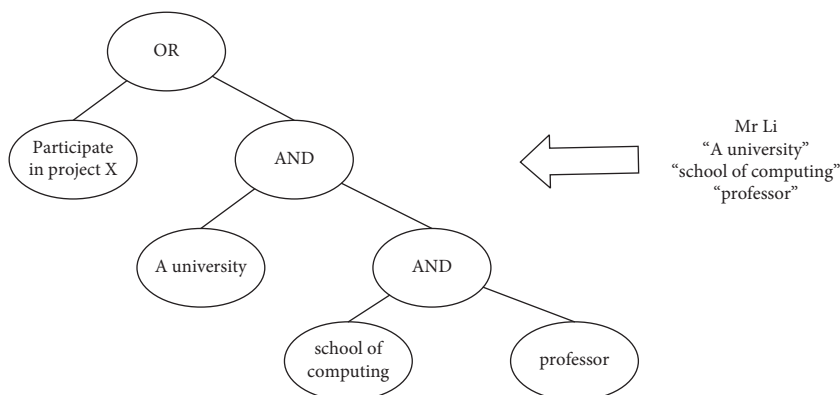 OR
Participate
in project X
AND
A university
AND
school of
computing
professor
Mr Li
“A university”
“school of computing”
“professor”